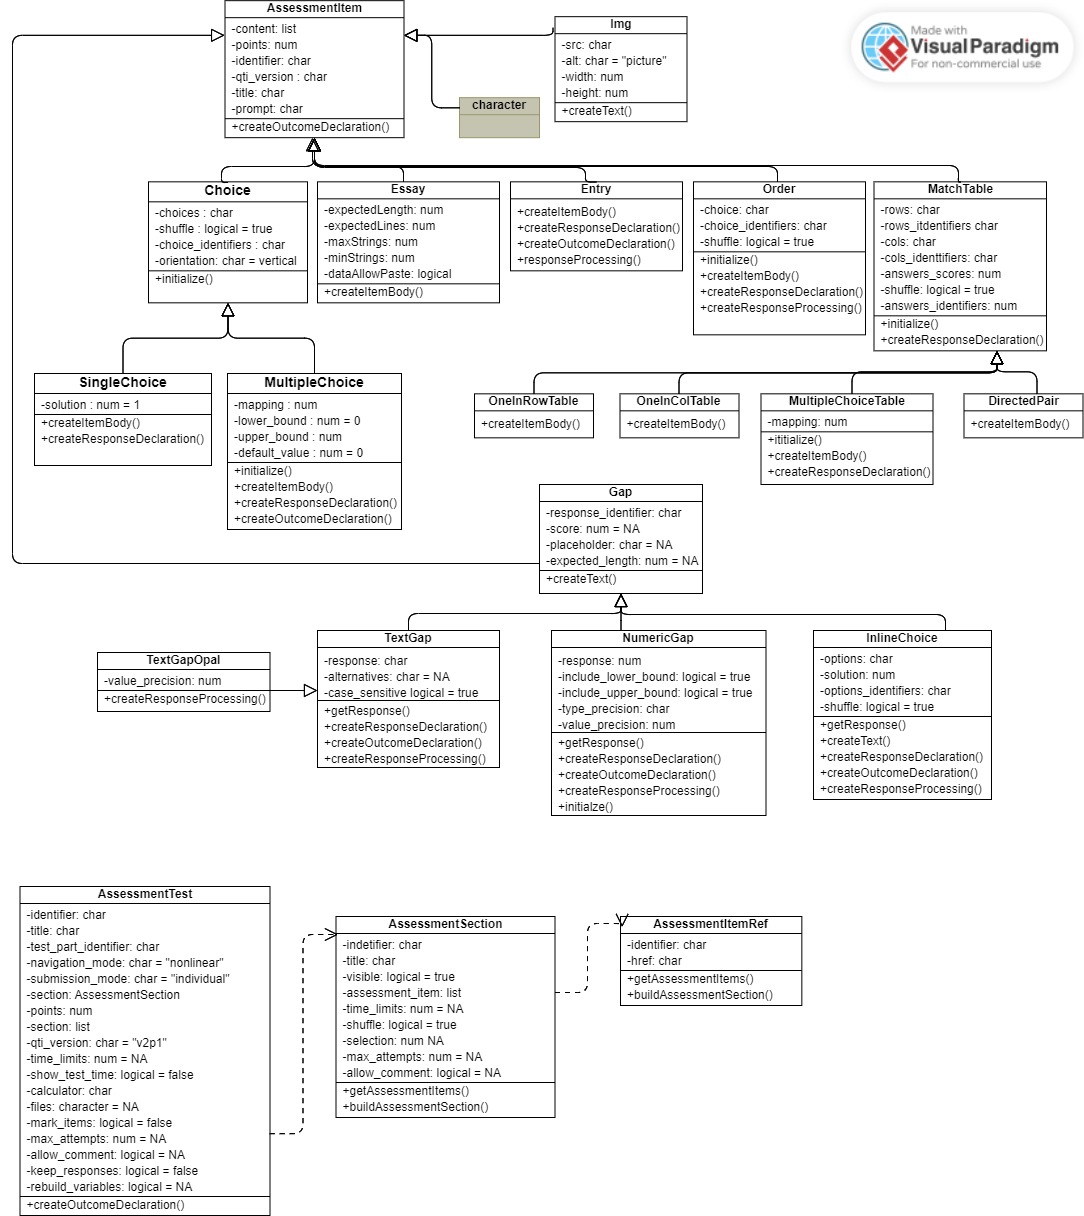 AssessmentItem
-content: list
-points: num
-identifier: char
-qti_version : char
-title: char
-prompt: char
+createOutcomeDeclaration()
Img
-src: char
-alt: char = "picture"
-width: num
-height: num
+createText()
character
Made with
VisualParadigm
For non-commercial use
Choice
-choices : char
-shuffle : logical = true
-choice_identifiers : char
-orientation: char = vertical
+initialize()
Essay
-expectedLength: num
-expectedLines: num
-maxStrings: num
-minStrings: num
-dataAllowPaste: logical
+createItemBody()
Entry
+createItemBody()
+createResponseDeclaration()
+createOutcomeDeclaration()
+responseProcessing()
Order
-choice: char
-choice_identifiers: char
-shuffle: logical = true
+initialize()
+createItemBody()
+createResponseDeclaration()
+createResponseProcessing()
MatchTable
-rows: char
-rows_itdentifiers char
-cols: char
-cols_identtifiers: char
-answers_scores: num
-shuffle: logical = true
-answers_identifiers: num
+initialize()
+createResponseDeclaration()
SingleChoice
-solution : num = 1
+createItemBody()
+createResponseDeclaration()
MultipleChoice
-mapping : num
-lower_bound : num = 0
-upper_bound : num
-default_value : num = 0
+initialize()
+createItemBody()
+createResponseDeclaration()
+createOutcomeDeclaration()
OneInRowTable
+createItemBody()
OneInColTable
+createItemBody()
MultipleChoiceTable
-mapping: num
+ititialize()
+createItemBody()
+createResponseDeclaration()
DirectedPair
+createItemBody()
Gap
-response_identifier: char
-score: num = NA
-placeholder: char = NA
-expected_length: num = NA
+createText()
TextGapOpal
-value_precision: num
+createResponseProcessing()
TextGap
-response: char
-alternatives: char = NA
-case_sensitive logical = true
+getResponse()
+createResponseDeclaration()
+createOutcomeDeclaration()
+createResponseProcessing()
NumericGap
-response: num
-include_lower_bound: logical = true
-include_upper_bound: logical = true
-type_precision: char
-value_precision: num
+getResponse()
+createResponseDeclaration()
+createOutcomeDeclaration()
+createResponseProcessing()
+initialze()
InlineChoice
-options: char
-solution: num
-options_identifiers: char
-shuffle: logical = true
+getResponse()
+createText()
+createResponseDeclaration()
+createOutcomeDeclaration()
+createResponseProcessing()
AssessmentTest
-identifier: char
-title: char
-test_part_identifier: char
-navigation_mode: char = "nonlinear"
-submission_mode: char = "individual"
-section: AssessmentSection
-points: num
-section: list
-qti_version: char = "v2p1"
-time_limits: num = NA
-show_test_time: logical = false
-calculator: char
-files: character = NA
-mark_items: logical = false
-max_attempts: num = NA
-allow_comment: logical = NA
-keep_responses: logical = false
-rebuild_variables: logical = NA
+createOutcomeDeclaration()
AssessmentSection
-indetifier: char
-title: char
-visible: logical = true
-assessment_item: list
-time_limits: num = NA
-shuffle: logical = true
-selection: num NA
-max_attempts: num = NA
-allow_comment: logical = NA
+getAssessmentItems()
+buildAssessmentSection()
AssessmentItemRef
-identifier: char
-href: char
+getAssessmentItems()
+buildAssessmentSection()